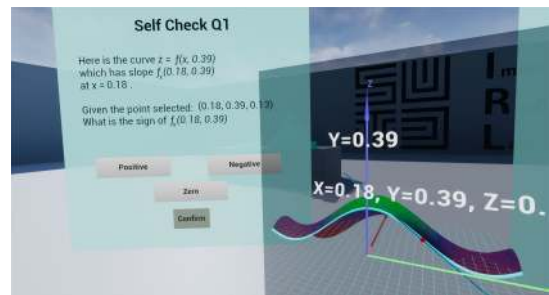 Self Check Q1
Here is the curve z = f(x, 0.39)
which has slope fₓ(0.18, 0.39)
at x = 0.18 .
Given the point selected: (0.18, 0.39, 0.13)
What is the sign of fₓ(0.18, 0.39)
Positive
Negative
Zero
Confirm
z
Y=0.39
X=0.18, Y=0.39, Z=0.
I
R
L